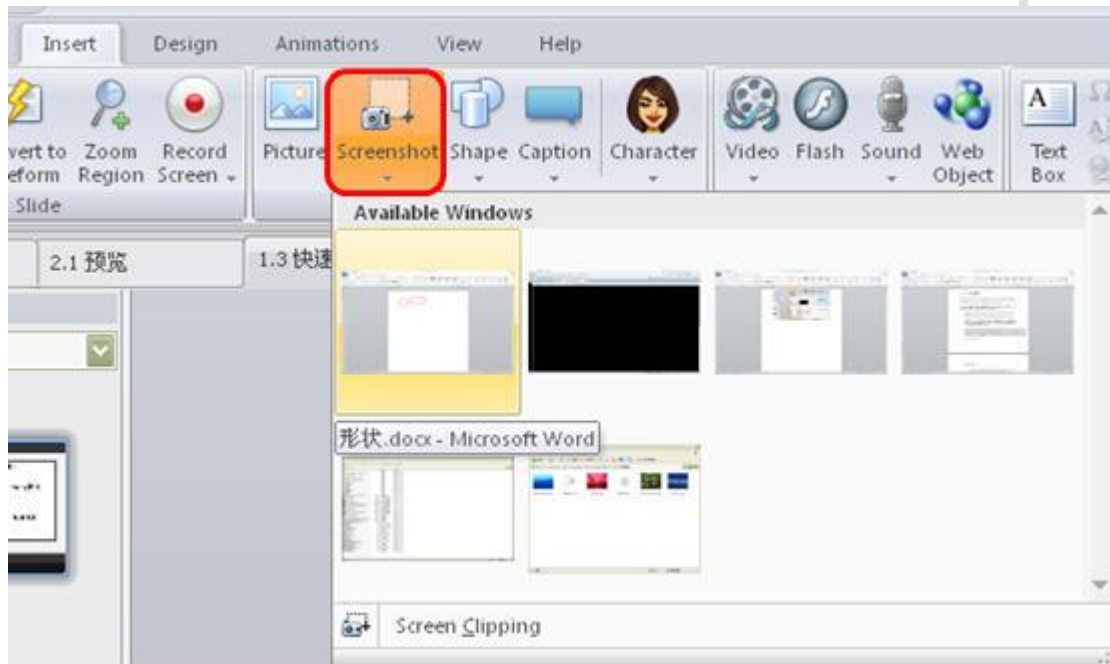 Insert Design Animations View Help
vert to Zoom Region Record Screen Picture Screenshot Shape Caption Character Video Flash Sound Web Object Text Box
Slide
Available Windows
2.1 预览 1.3 快速
形状.docx - Microsoft Word
Screen Clipping